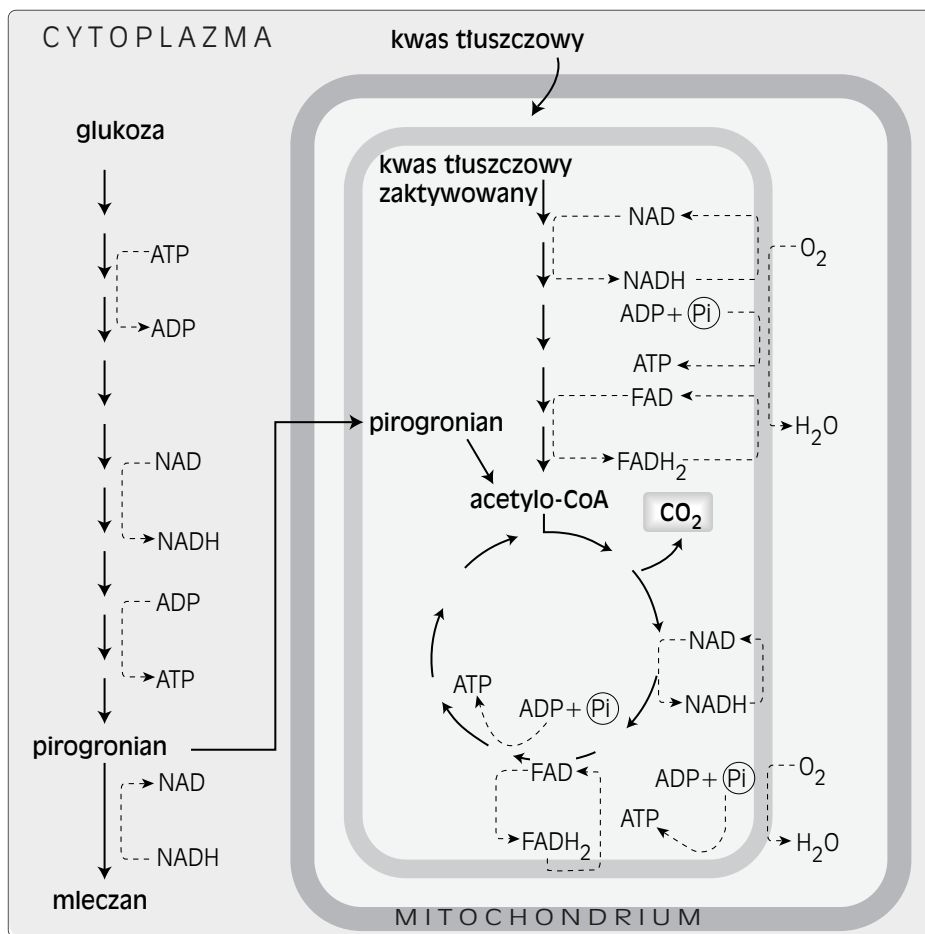 CYTOPLAZMA
kwas tłuszczowy
glukoza
ATP
ADP
NAD
NADH
ADP
ATP
pirogronian
NAD
NADH
mleczan
kwas tłuszczowy
zaktywowany
NAD
NADH
ADP + Pi
ATP
FAD
FADH2
O2
H2O
pirogronian
acetylo-CoA
CO2
NAD
NADH
ATP
ADP + Pi
FAD
FADH2
ADP + Pi
ATP
O2
H2O
MITOCHONDRIUM